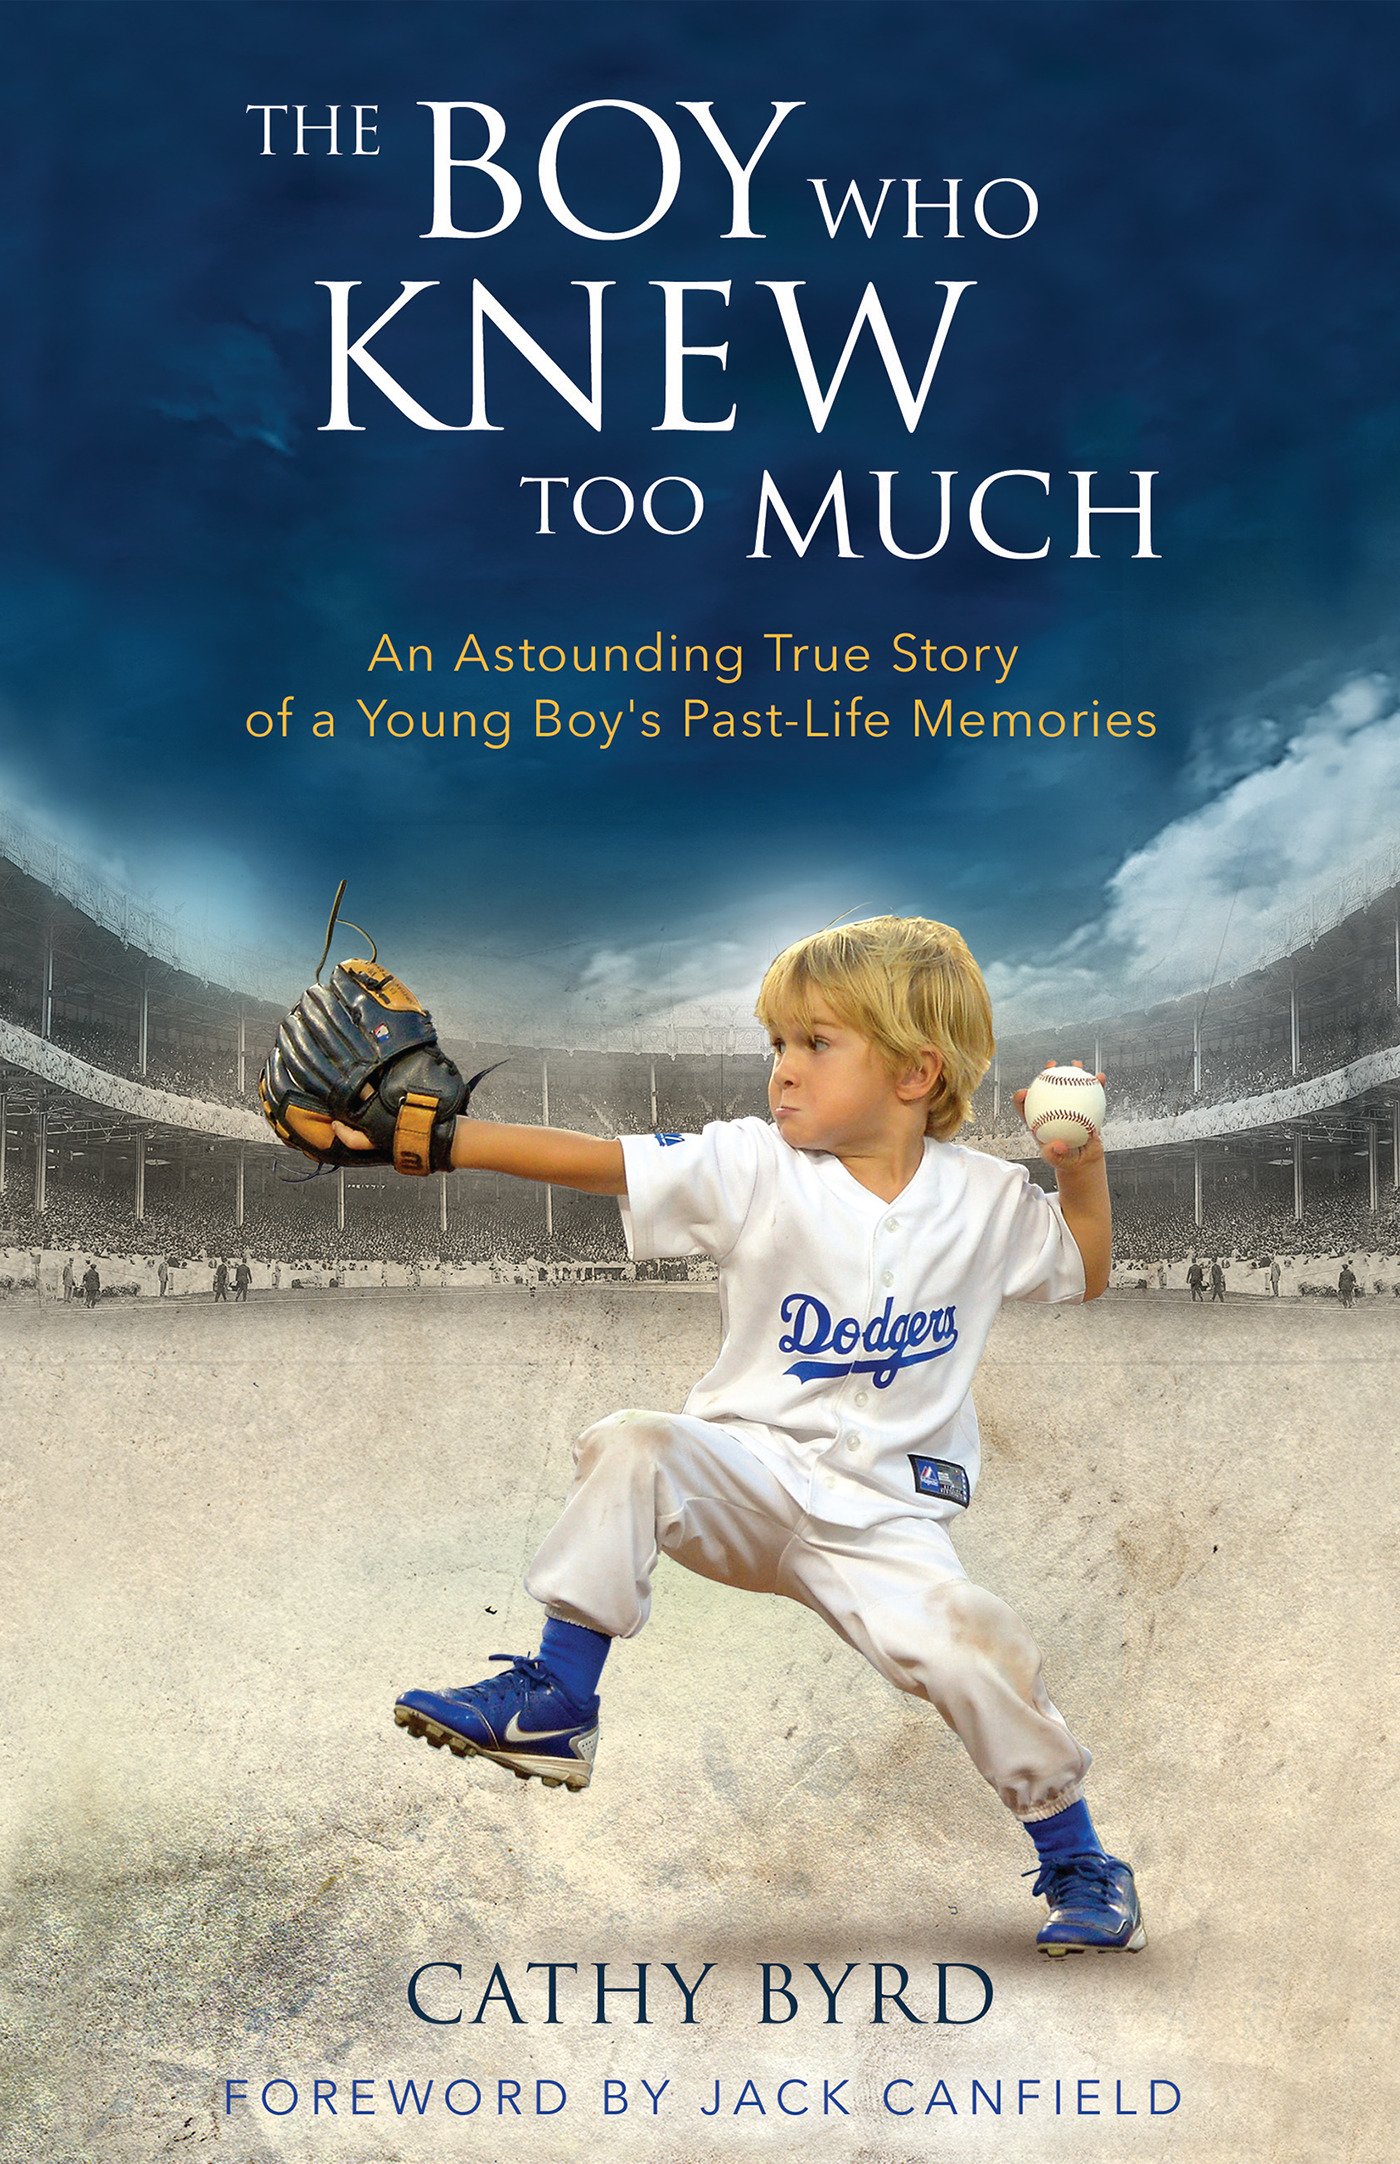 THE BOY WHO
KNEW
TOO MUCH
An Astounding True Story
of a Young Boy's Past-Life Memories
Dodgers
CATHY BYRD
FOREWORD BY JACK CANFIELD